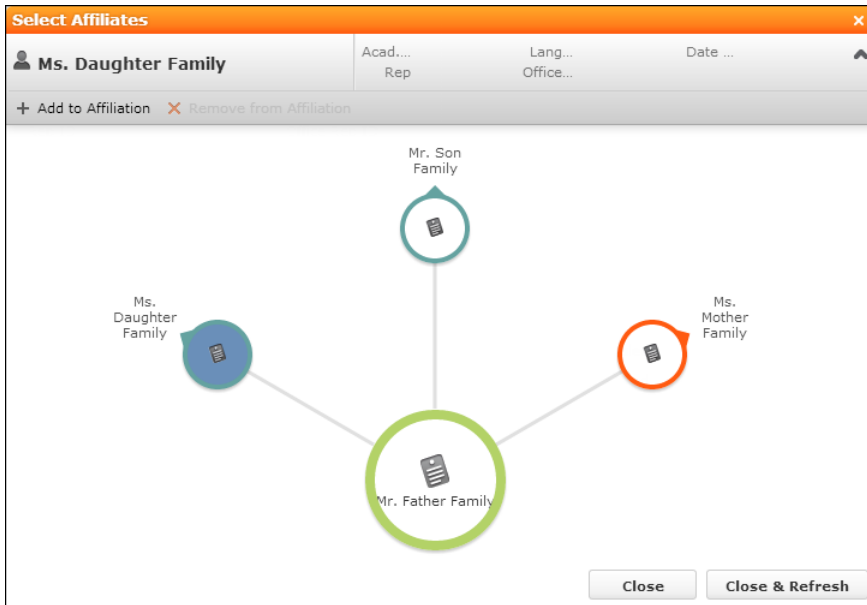 Select Affiliates
Ms. Daughter Family
Acad....
Lang...
Date ...
Rep
Office...
+ Add to Affiliation
Remove from Affiliation
Mr. Son
Family
Ms.
Daughter
Family
Ms.
Mother
Family
Mr. Father Family
Close
Close & Refresh